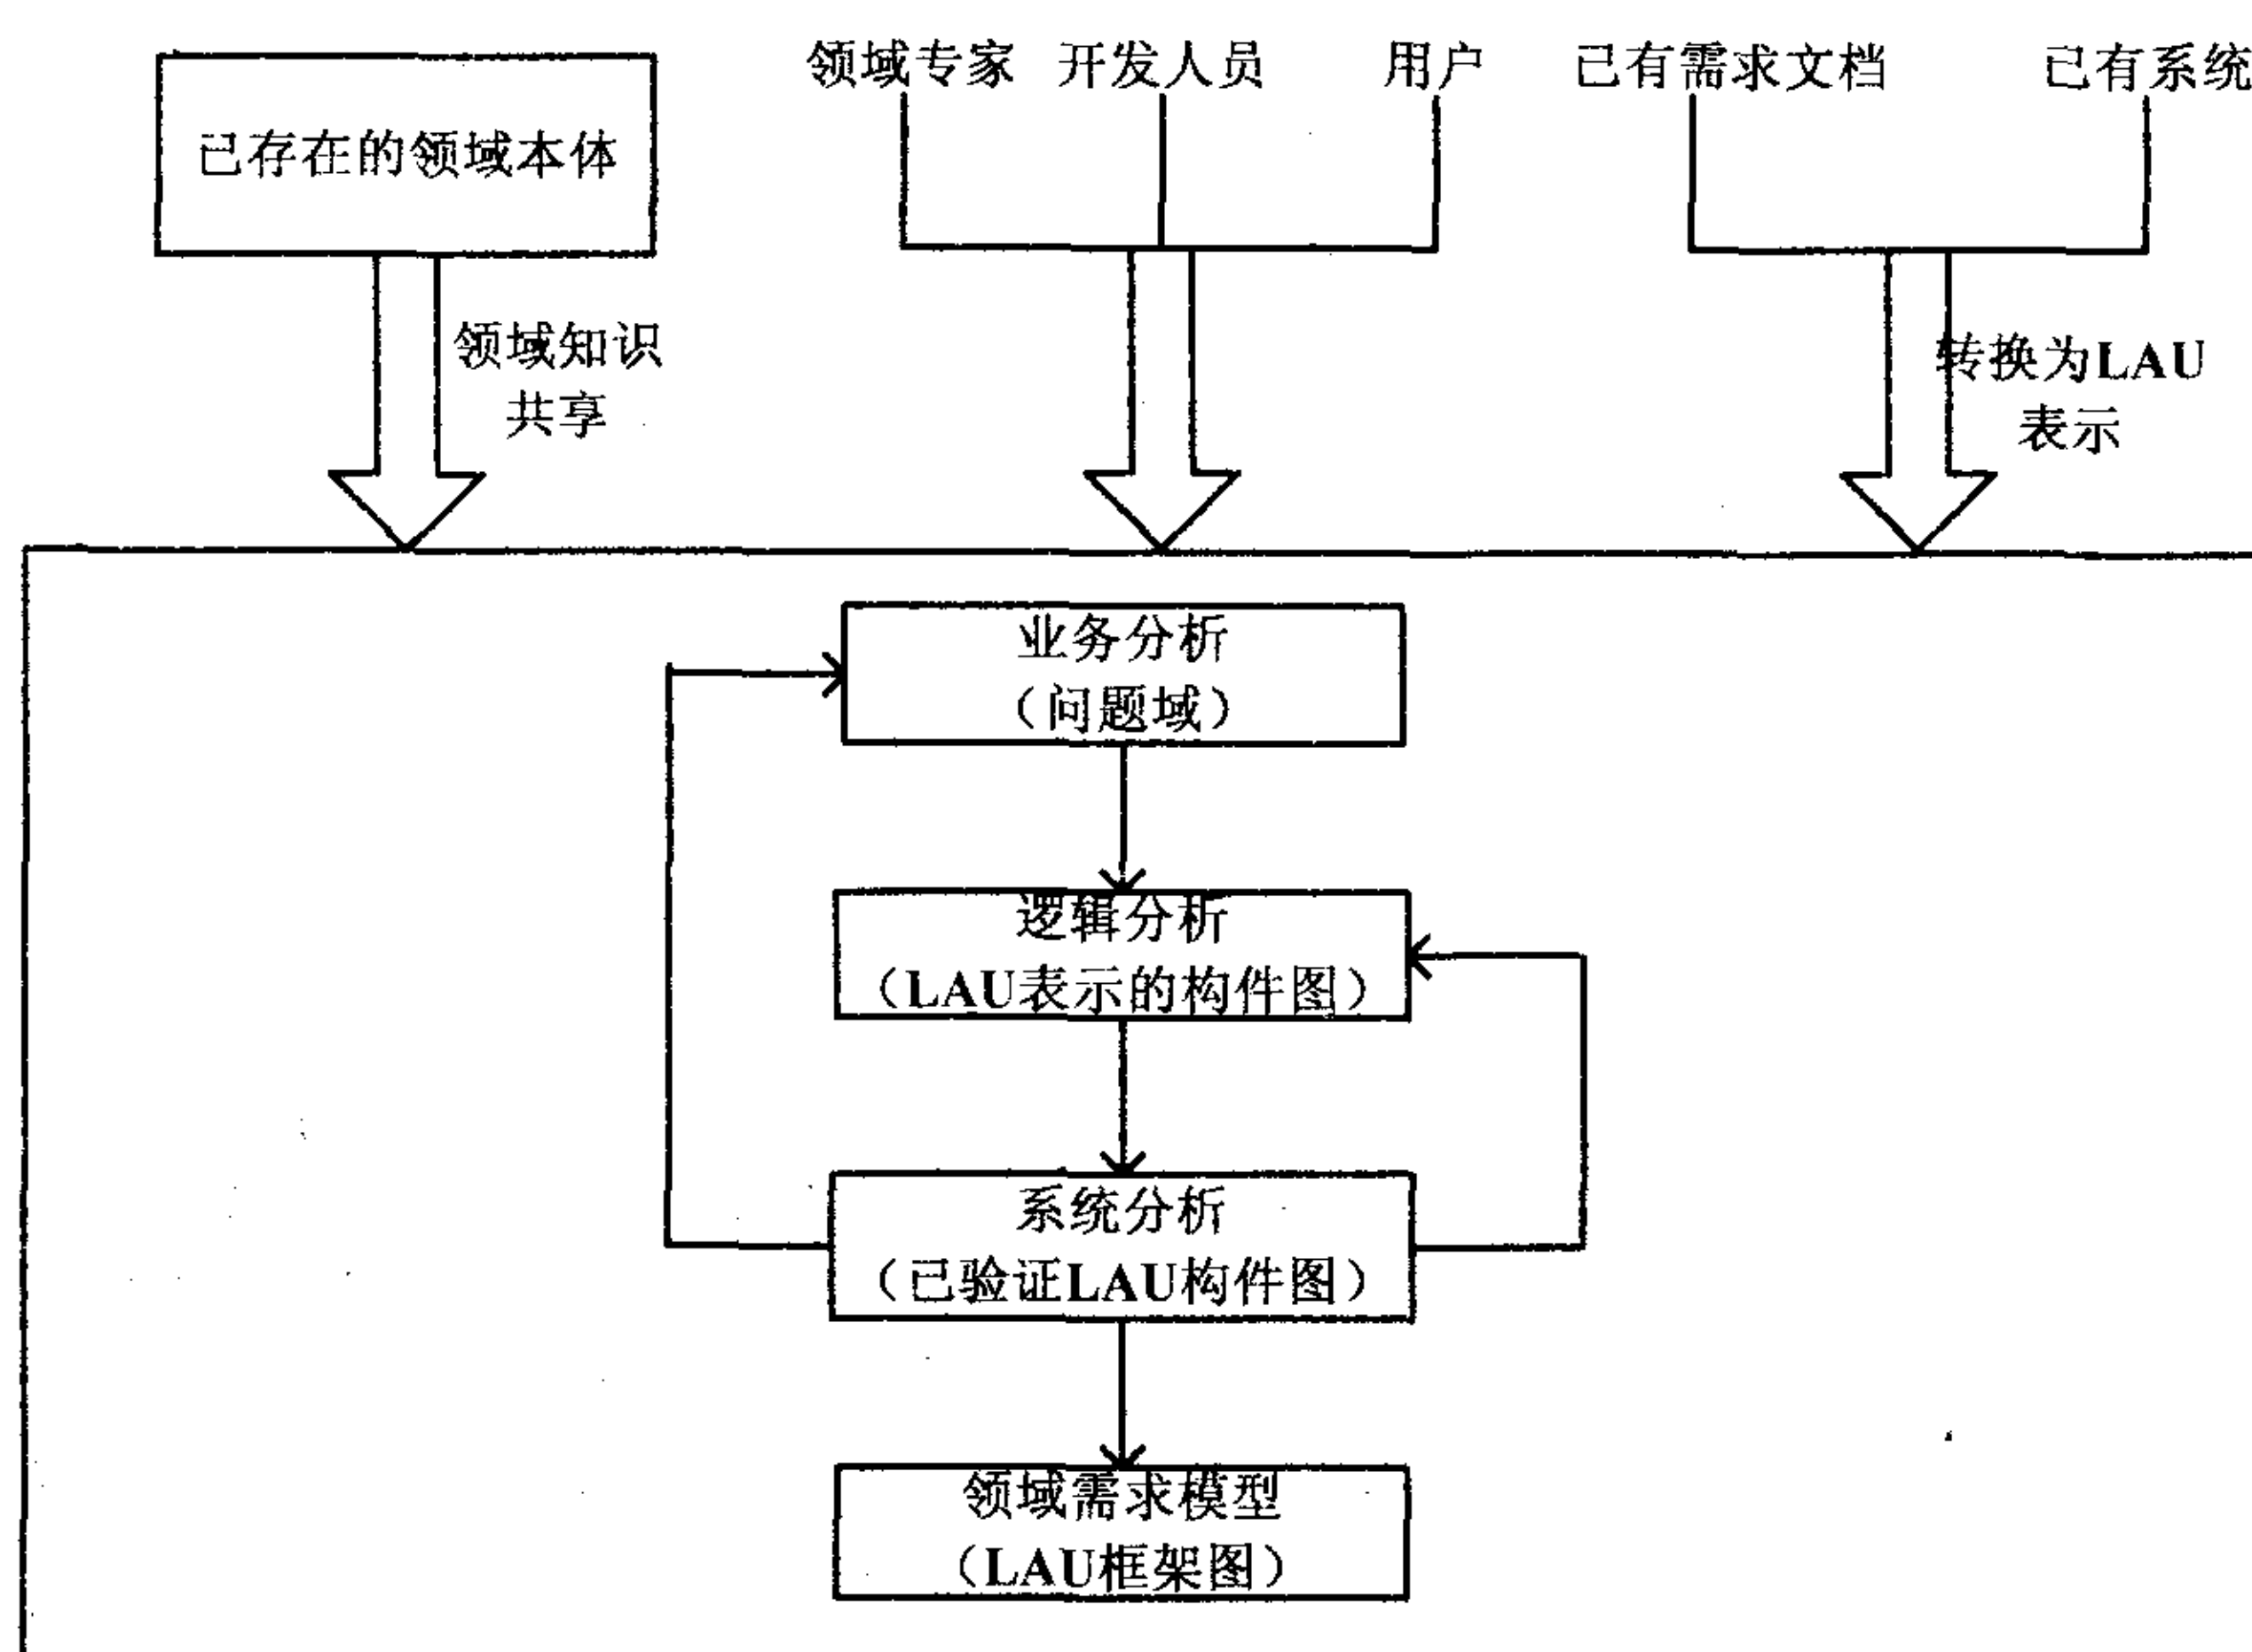 已存在的领域本体
领域专家
开发人员
用户
已有需求文档
已有系统
领域知识
共享
转换为LAU
表示
业务分析
（问题域）
逻辑分析
（LAU表示的构件图）
系统分析
（已验证LAU构件图）
领域需求模型
（LAU框架图）